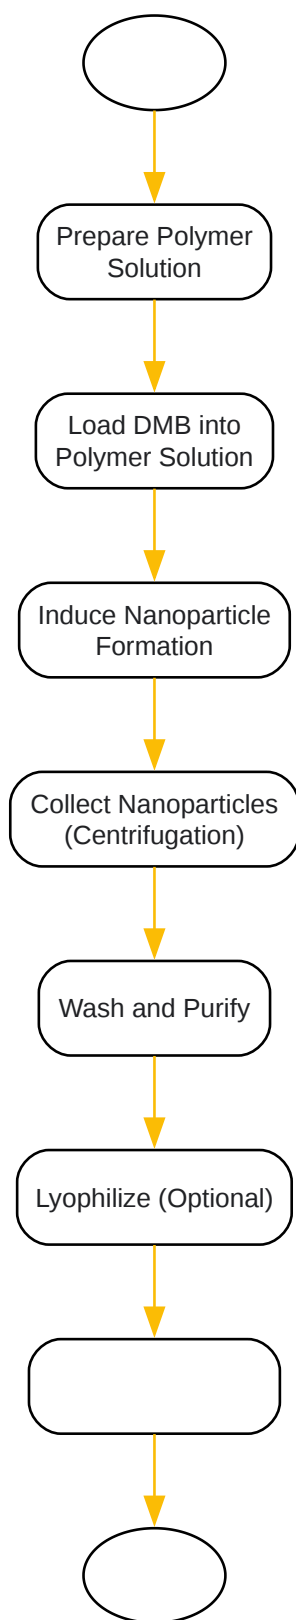 Prepare Polymer
Solution
Load DMB into
Polymer Solution
Induce Nanoparticle
Formation
Collect Nanoparticles
(Centrifugation)
Wash and Purify
Lyophilize (Optional)